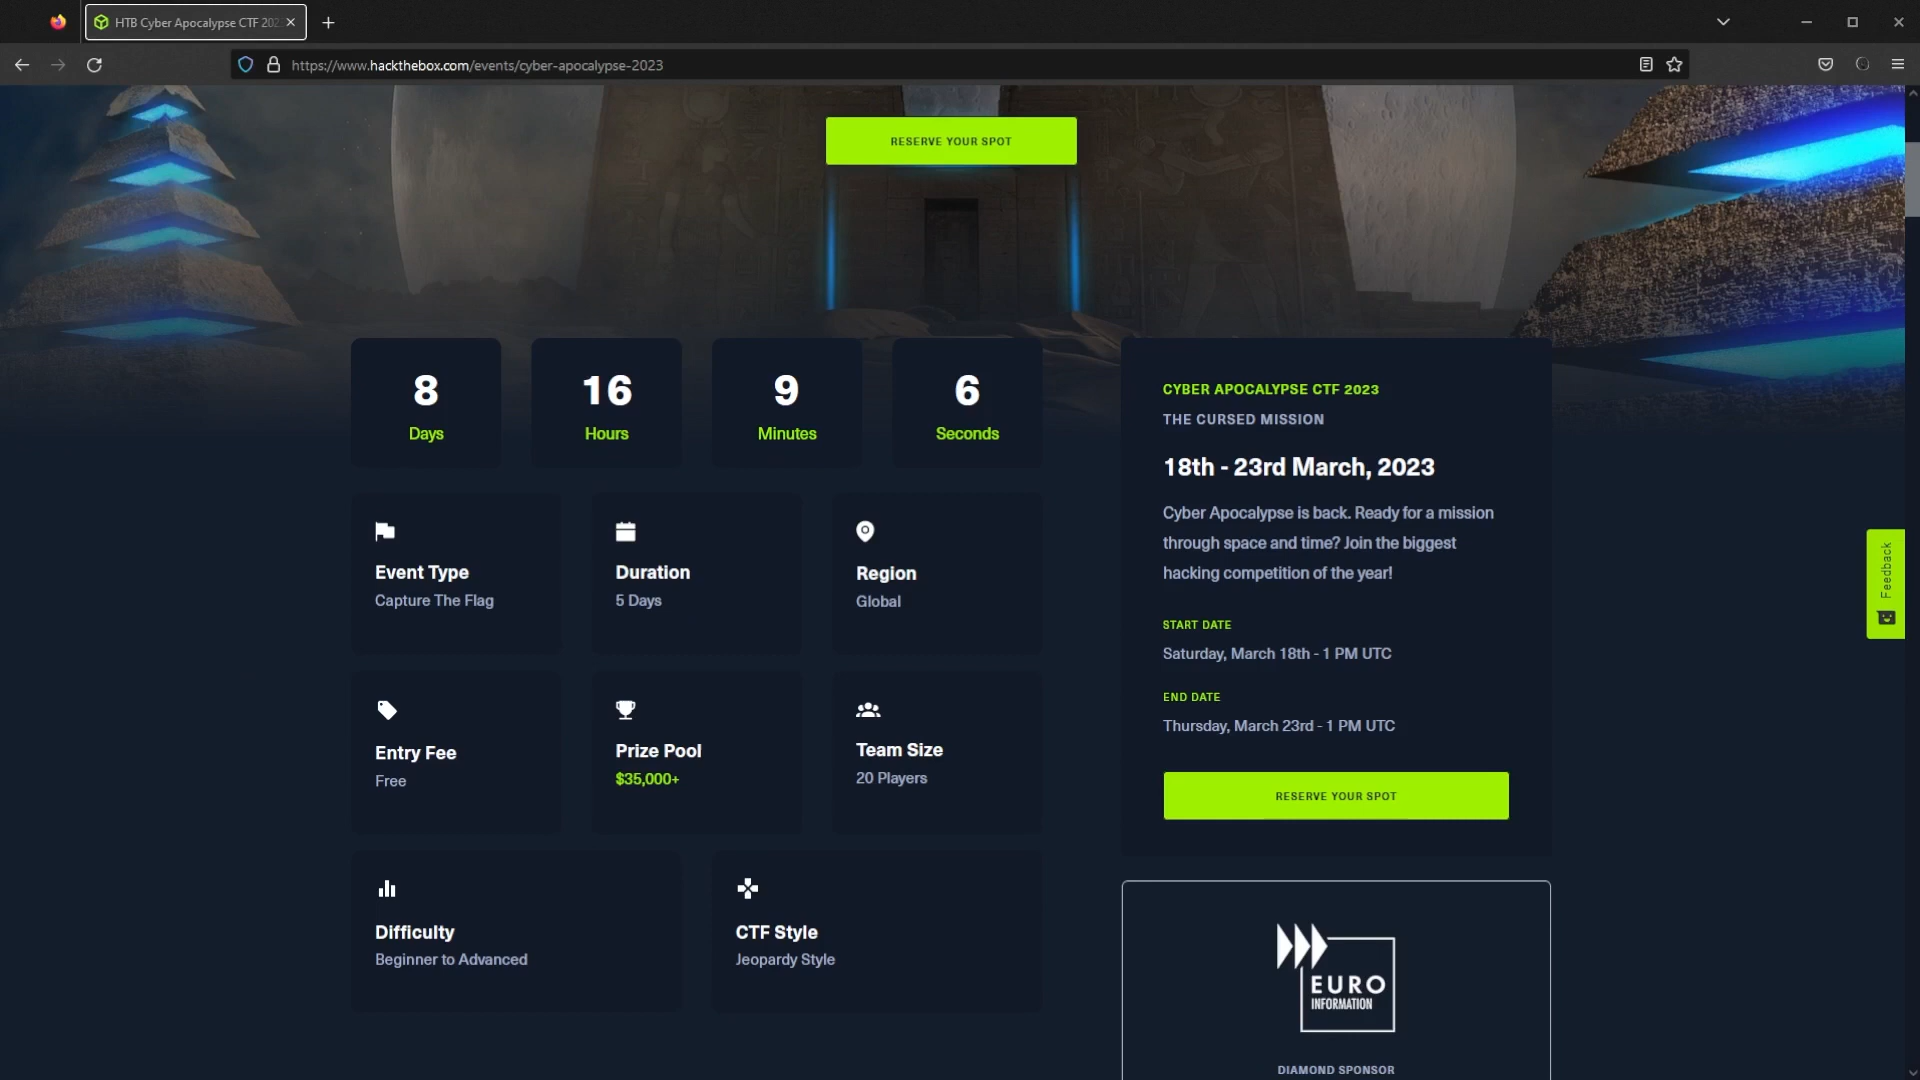 HTB Cyber Apocalypse CTF 202
https://www.hackthebox.com/events/cyber-apocalypse-2023
RESERVE YOUR SPOT
8
Days
16
Hours
9
Minutes
6
Seconds
Event Type
Capture The Flag
Duration
5 Days
Region
Global
Entry Fee
Free
Prize Pool
$35,000+
Team Size
20 Players
Difficulty
Beginner to Advanced
CTF Style
Jeopardy Style
CYBER APOCALYPSE CTF 2023
THE CURSED MISSION
18th - 23rd March, 2023
Cyber Apocalypse is back. Ready for a mission
through space and time? Join the biggest
hacking competition of the year!
START DATE
Saturday, March 18th - 1 PM UTC
END DATE
Thursday, March 23rd - 1 PM UTC
RESERVE YOUR SPOT
EURO
INFORMATION
DIAMOND SPONSOR
Feedback